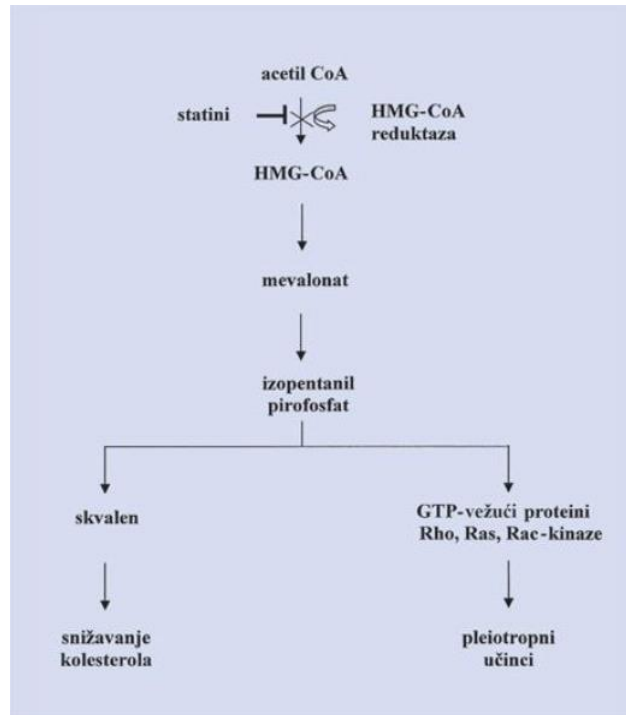 acetil CoA
statini
HMG-CoA
reduktaza
HMG-CoA
mevalonat
izopentanil
pirofosfat
skvalen
GTP-vežući proteini
Rho, Ras, Rac-kinaze
snižavanje
kolesterola
pleiotropni
učinci